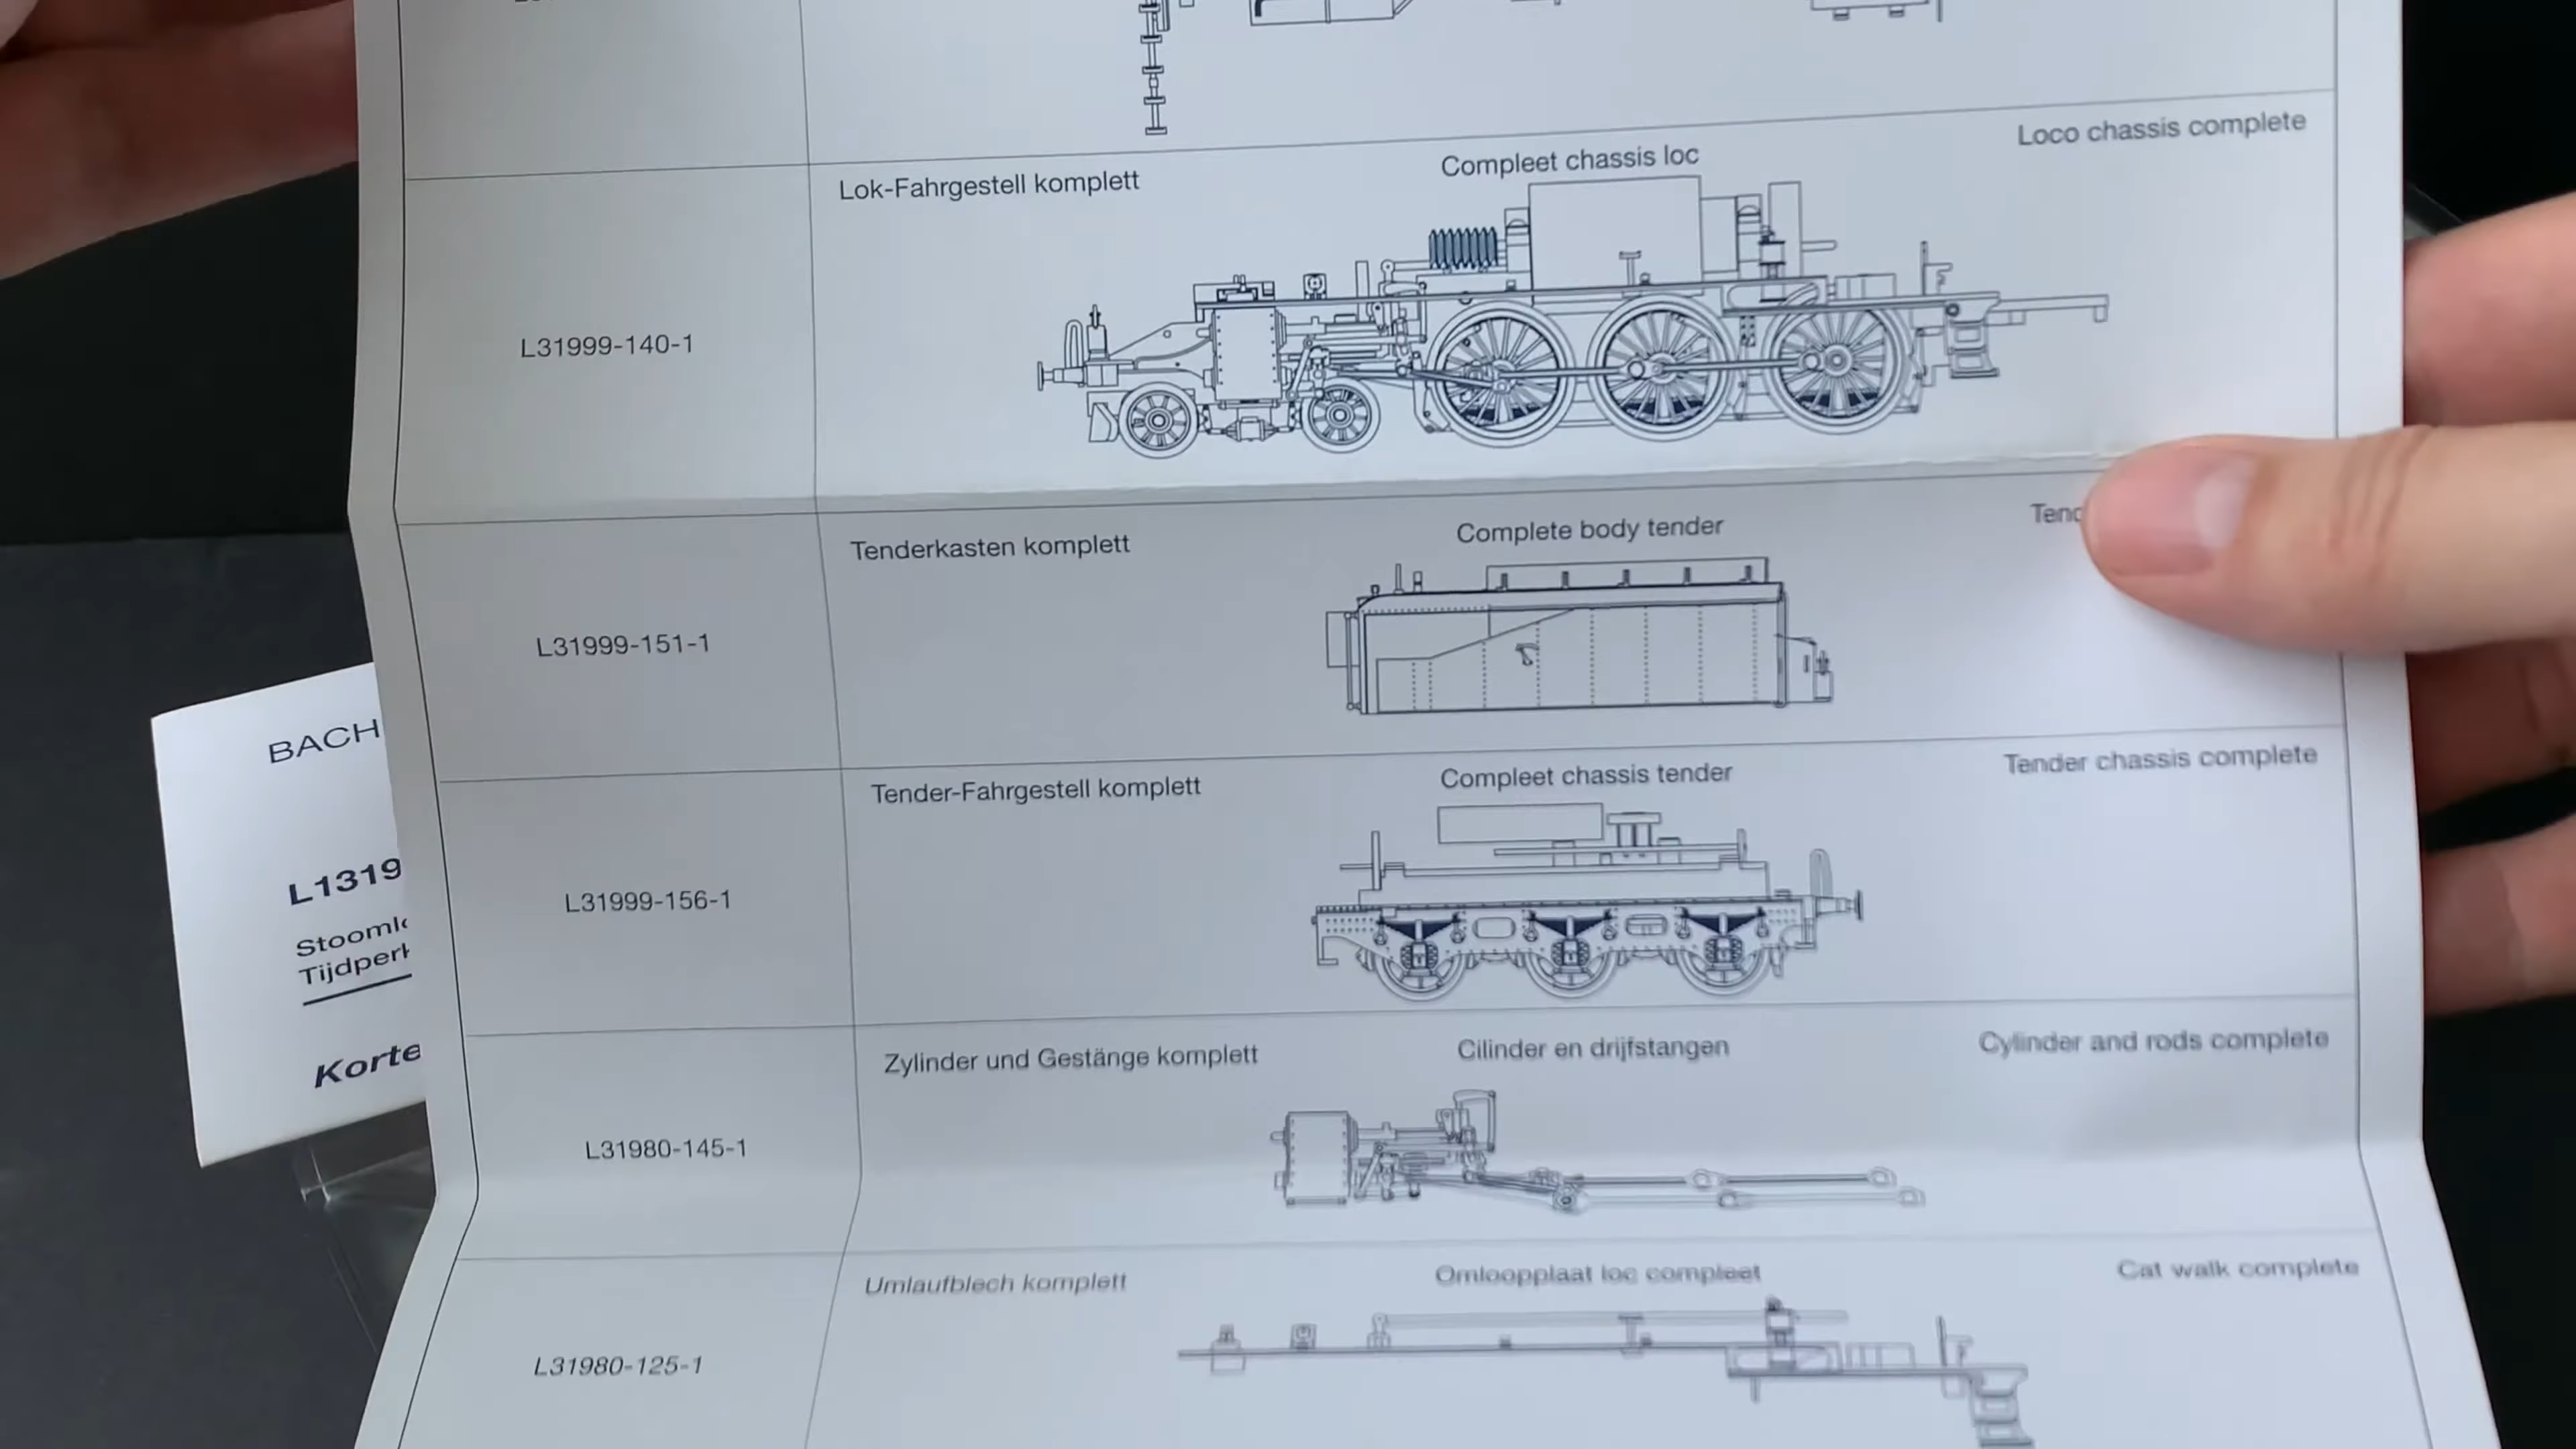 Lok-Fahrgestell komplett
Compleet chassis loc
Loco chassis complete
L31999-140-1
Tenderkasten komplett
Complete body tender
L31999-151-1
Tender-Fahrgestell komplett
Compleet chassis tender
Tender chassis complete
L31999-156-1
Zylinder und Gestänge komplett
Cilinder en drijfstangen
Cylinder and rods complete
L31980-145-1
Umlaufblech komplett
Omloopplaat loc compleet
Cat walk complete
L31980-125-1
BACH
L1319
Stoomlo
Tijdperk
Korte